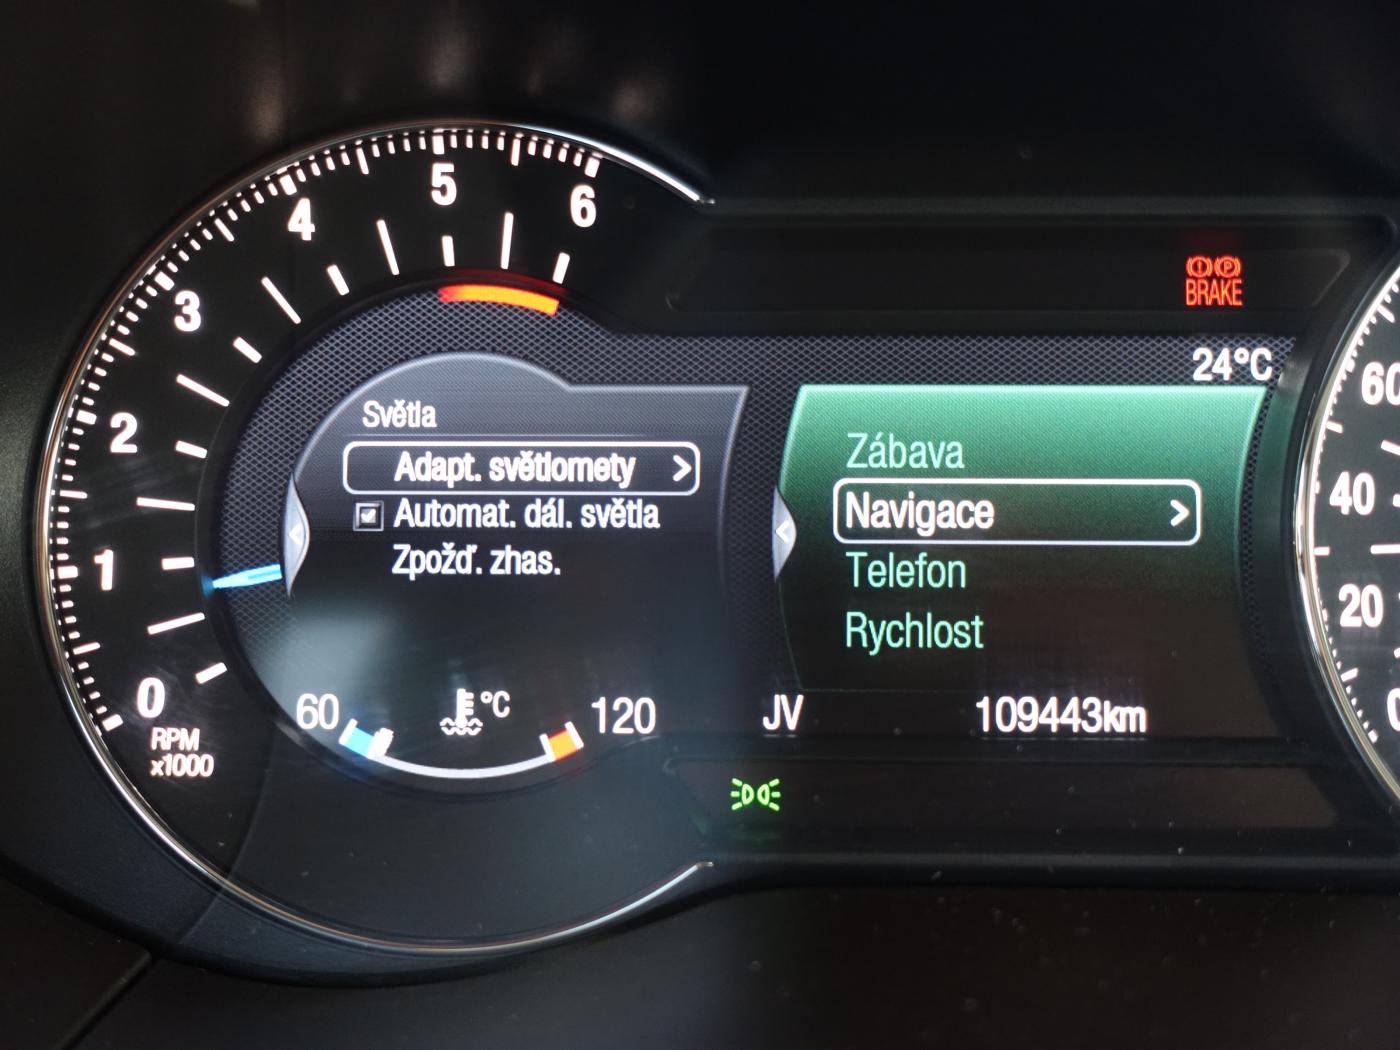 5
6
4
3
2
1
0
RPM
x1000
BRAKE
24°C
Světla
Adapt. světlomety >
Automat. dál. světla
Zpožď. zhas.
Zábava
Navigace >
Telefon
Rychlost
60 °C 120
JV 109443km
60
40
20
0